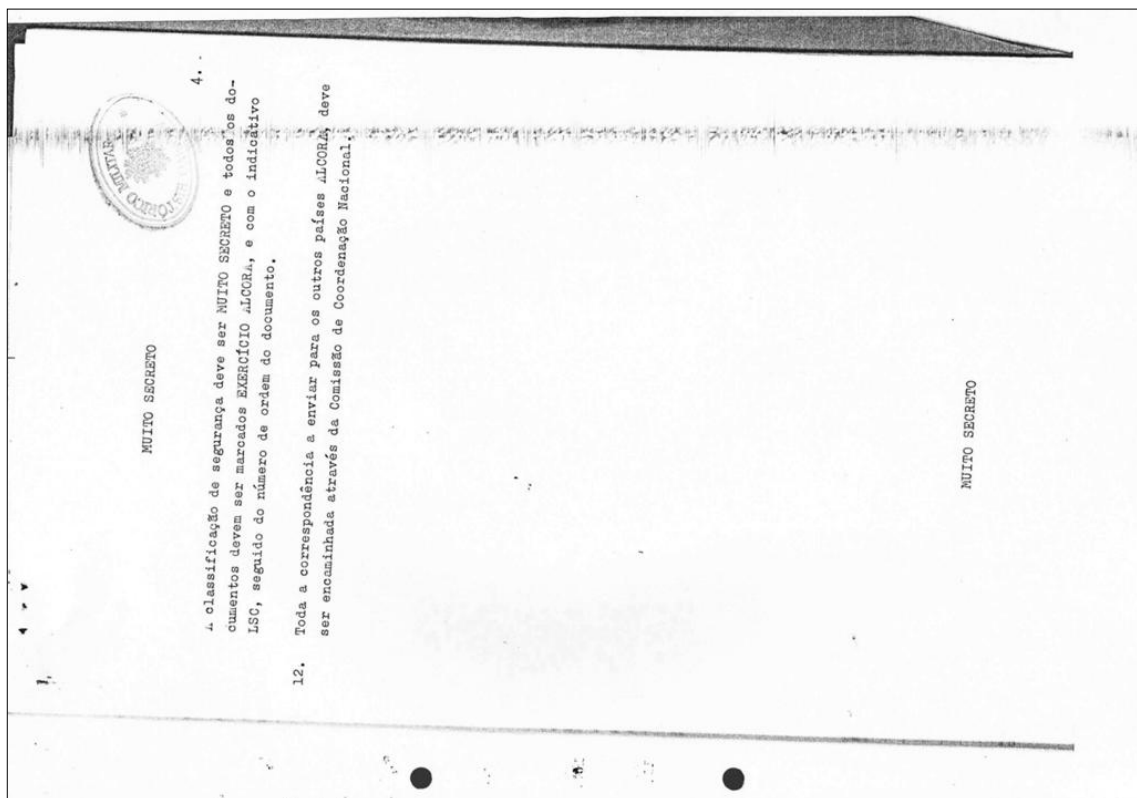 MUITO SECRETO
4.
HISTÓRICO MILITAR
A classificação de segurança deve ser MUITO SECRETO e todos os do-
cumentos devem ser marcados EXERCÍCIO ALCORA, e com o indicativo
LSC, seguido do número de ordem do documento.
12. Toda a correspondência a enviar para os outros países ALCORA, deve
ser encaminhada através da Comissão de Coordenação Nacional.
MUITO SECRETO